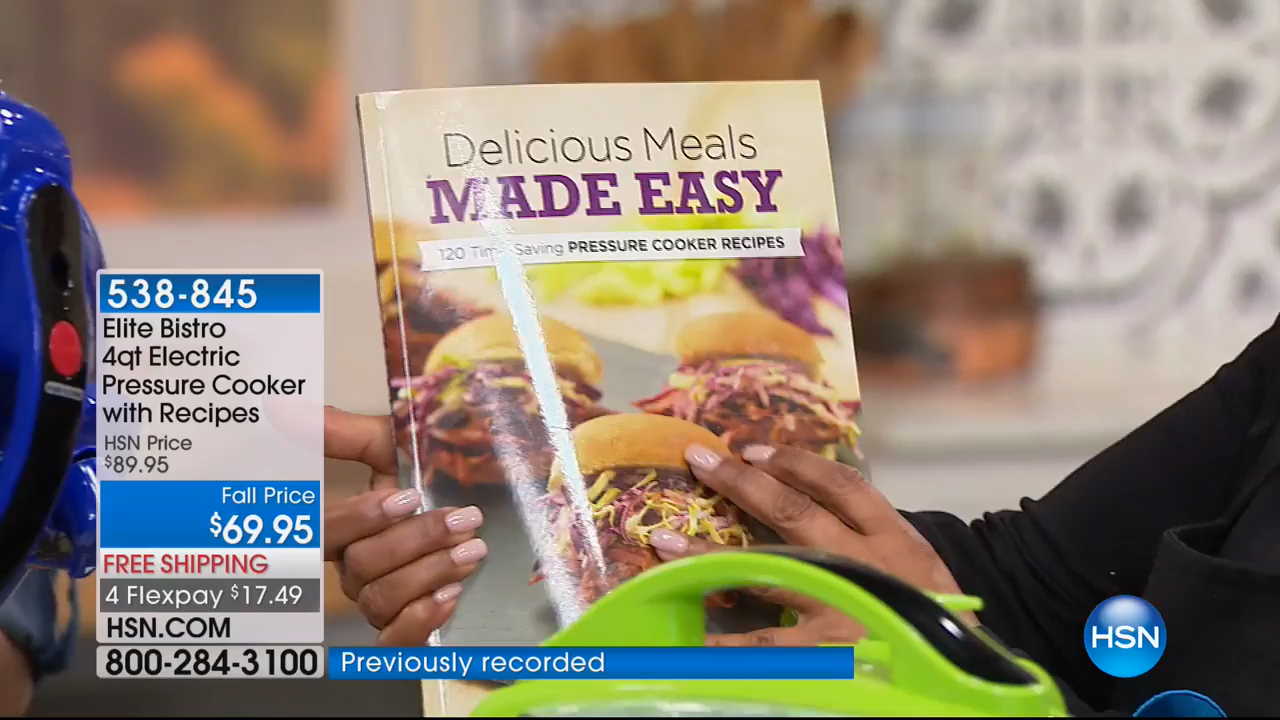 Delicious Meals
MADE EASY
120 Time-Saving PRESSURE COOKER RECIPES
538-845
Elite Bistro
4qt Electric
Pressure Cooker
with Recipes
HSN Price
$89.95
Fall Price
$69.95
FREE SHIPPING
4 Flexpay $17.49
HSN.COM
800-284-3100
Previously recorded
HSN